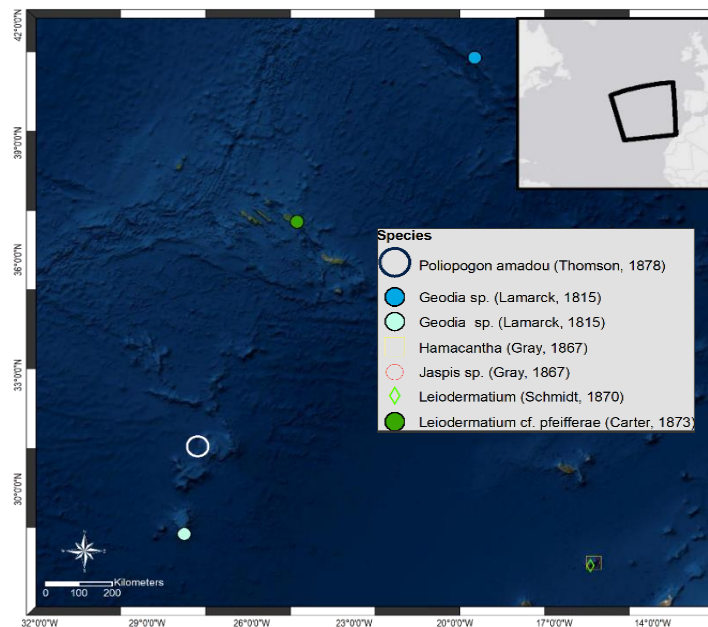 42°0'0"N
39°0'0"N
36°0'0"N
33°0'0"N
30°0'0"N
Species
Poliopogon amadou (Thomson, 1878)
Geodia sp. (Lamarck, 1815)
Geodia sp. (Lamarck, 1815)
Hamacantha (Gray, 1867)
Jaspis sp. (Gray, 1867)
Leiodermatium (Schmidt, 1870)
Leiodermatium cf. pfeifferae (Carter, 1873)
Kilometers
0 100 200
32°0'0"W 29°0'0"W 26°0'0"W 23°0'0"W 20°0'0"W 17°0'0"W 14°0'0"W